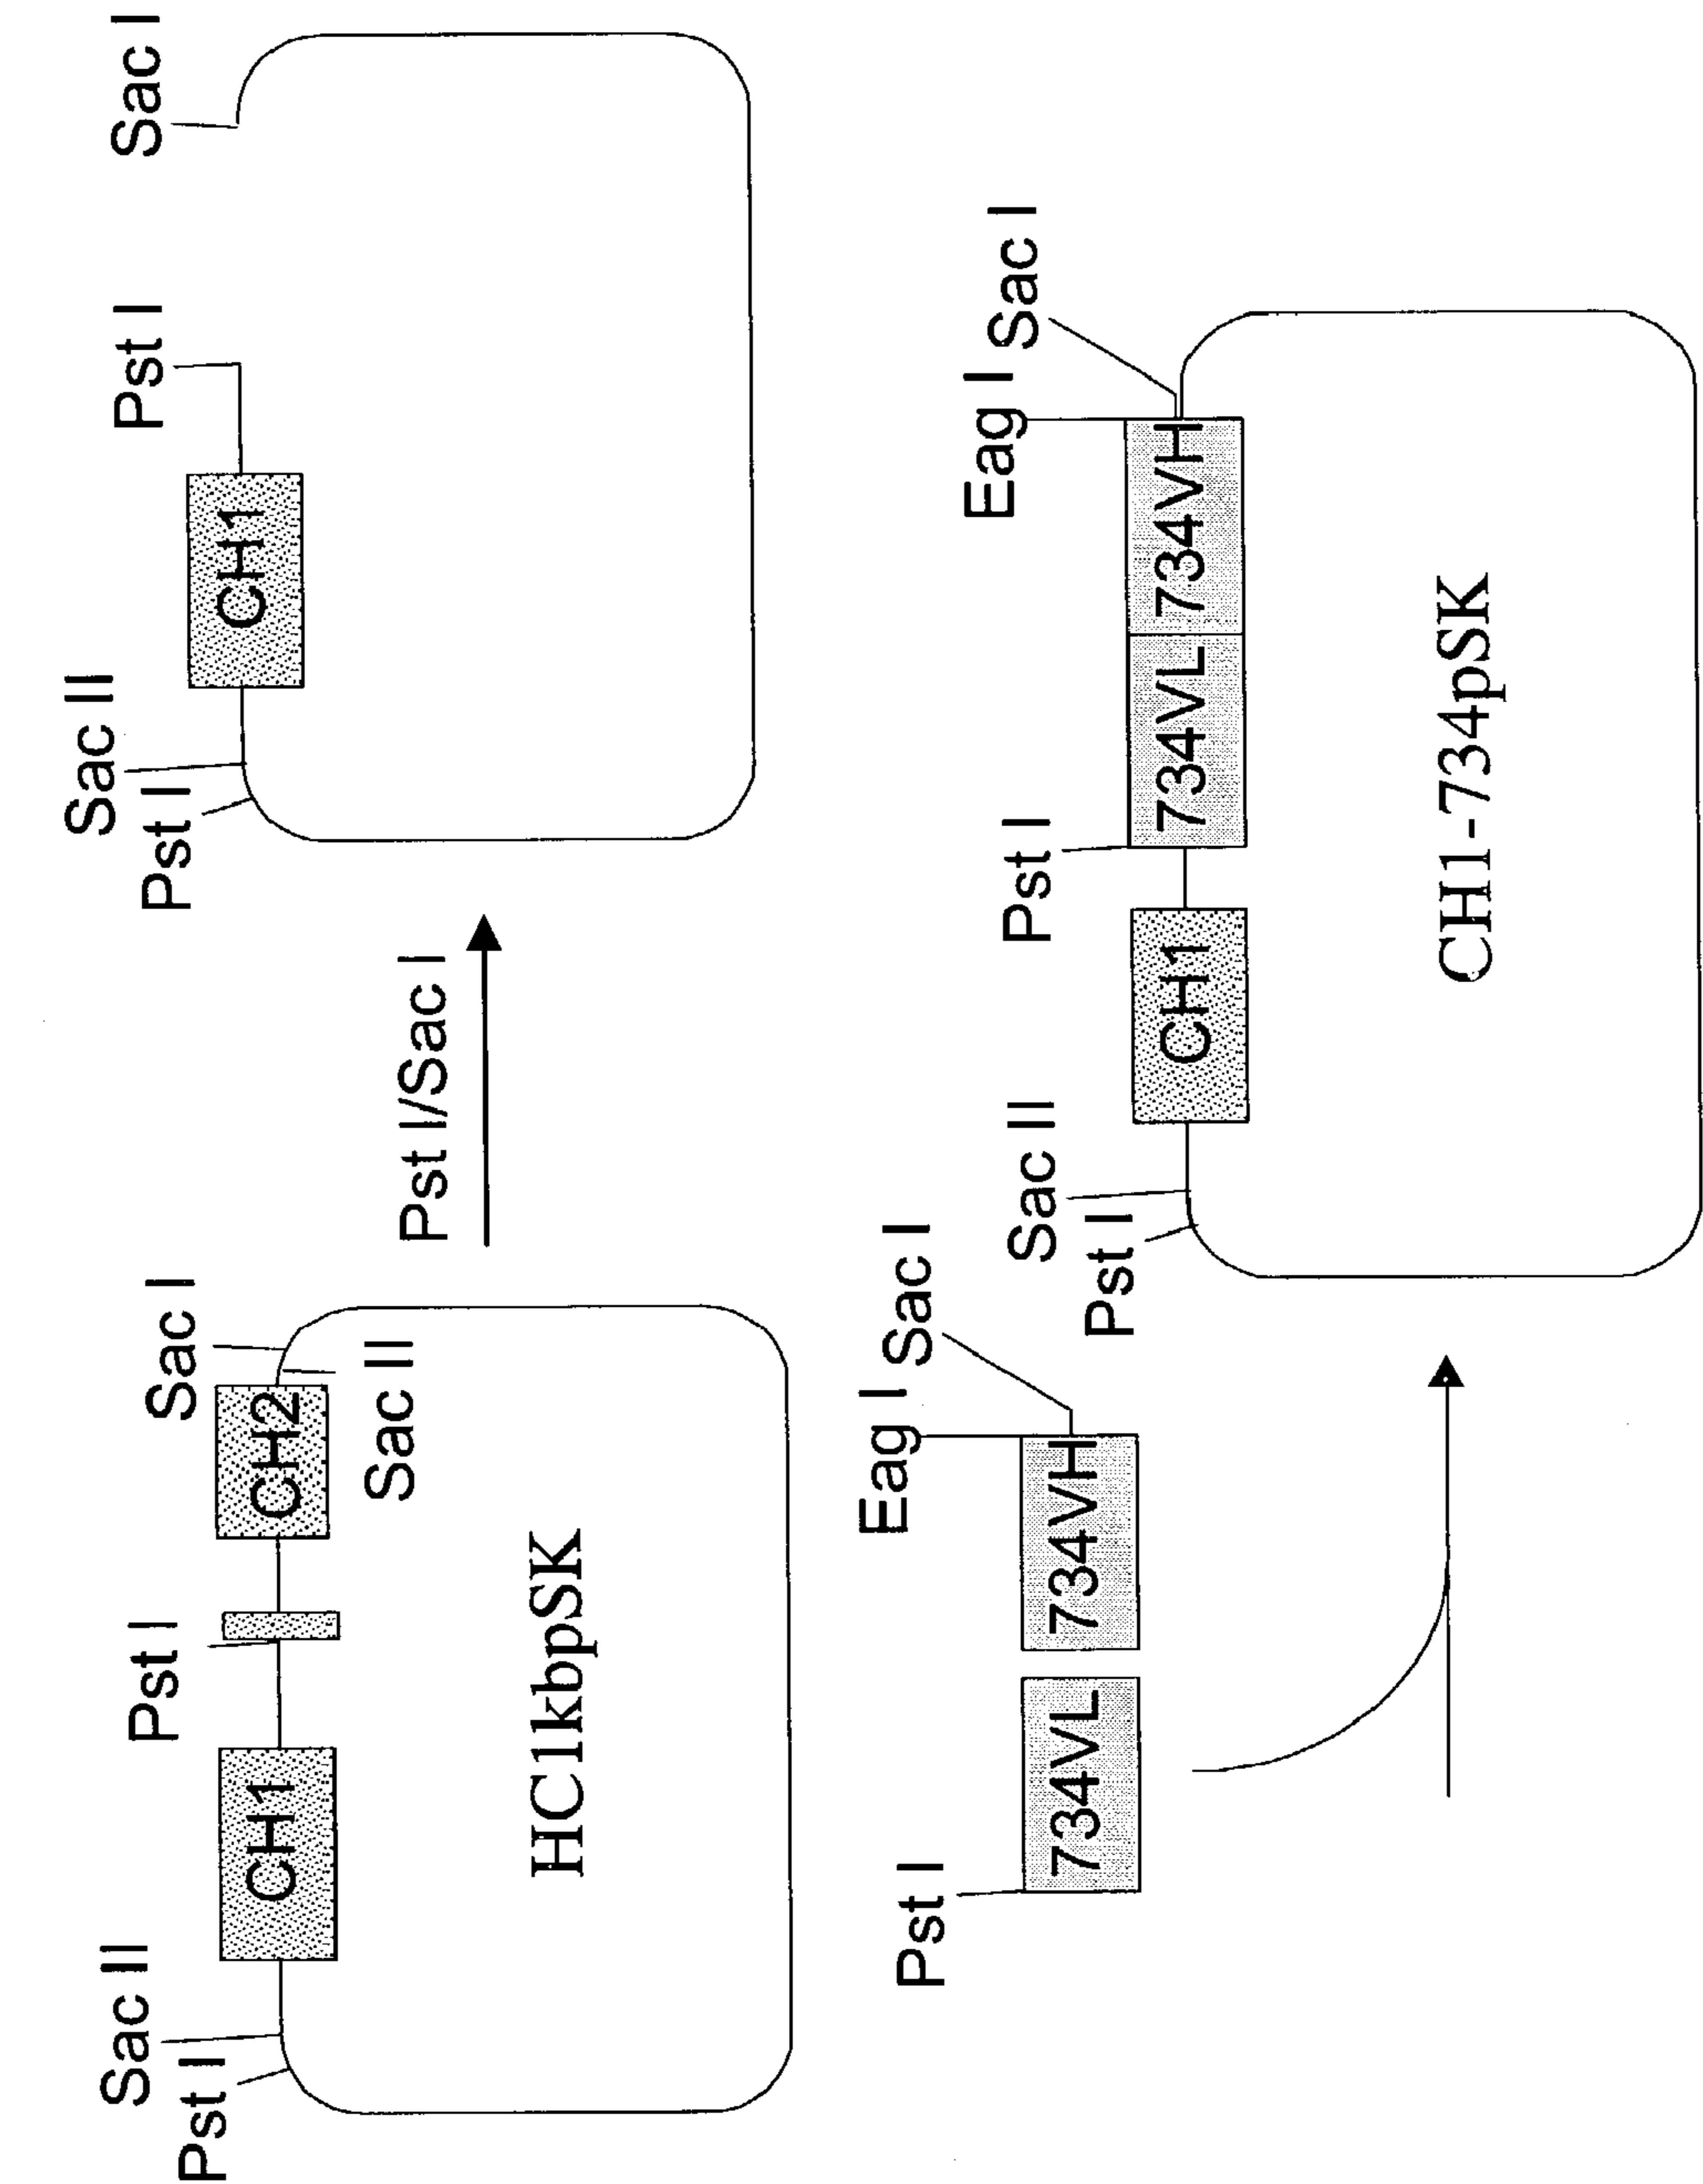 Sac II
Pst I
CH1
Pst I
CH2
Sac I
Sac II
HC1kbpSK
Pst I/Sac I
Sac II
Pst I
CH1
Pst I
Sac I
Pst I
734VL
734VH
Eag I
Sac I
Sac II
Pst I
CH1
Pst I
734VL
734VH
Eag I
Sac I
CH1-734pSK